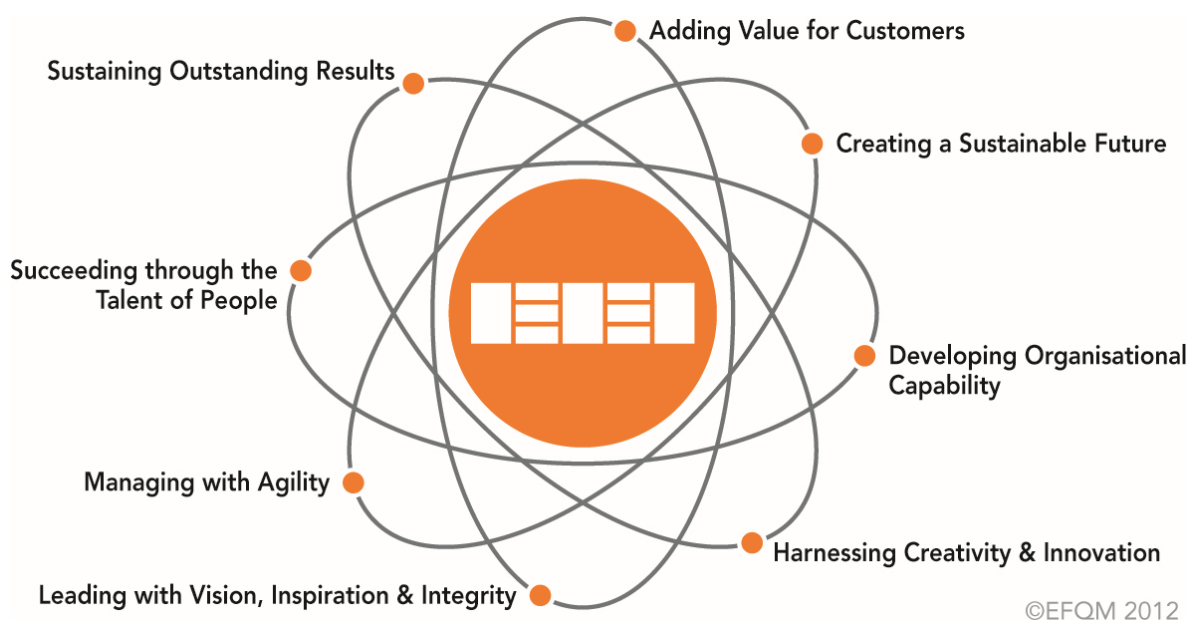 Adding Value for Customers
Sustaining Outstanding Results
Creating a Sustainable Future
Succeeding through the
Talent of People
Developing Organisational
Capability
Managing with Agility
Harnessing Creativity & Innovation
Leading with Vision, Inspiration & Integrity
©EFQM 2012